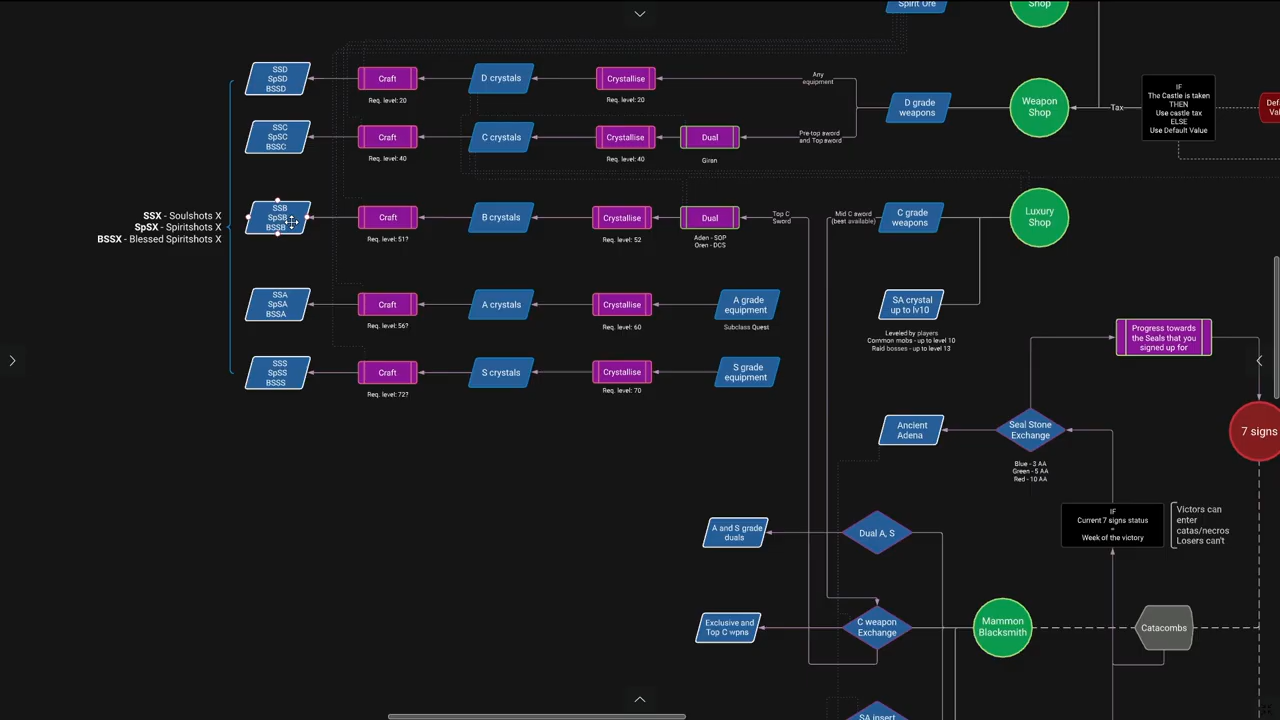 Spirit Ore
Shop
SSD
SpSD
BSSD
Craft
Req. level: 20
D crystals
Crystallise
Req. level: 20
Any
equipment
D grade
weapons
Weapon
Shop
Tax
IF
The Castle is taken
THEN
Use castle tax
ELSE
Use Default Value
SSC
SpSC
BSSC
Craft
Req. level: 40
C crystals
Crystallise
Req. level: 40
Dual
Giran
Pre-top sword
and Top sword
SSX - Soulshots X
SpSX - Spiritshots X
BSSX - Blessed Spiritshots X
SSB
SpSB
BSSB
Craft
Req. level: 51?
B crystals
Crystallise
Req. level: 52
Dual
Aden - SOP
Oren - DCS
Top C
Sword
Mid C sword
(best available)
C grade
weapons
Luxury
Shop
SSA
SpSA
BSSA
Craft
Req. level: 56?
A crystals
Crystallise
Req. level: 60
A grade
equipment
Subclass Quest
SA crystal
up to lv10
Leveled by players
Common mobs - up to level 10
Raid bosses - up to level 13
Progress towards
the Seals that you
signed up for
SSS
SpSS
BSSS
Craft
Req. level: 72?
S crystals
Crystallise
Req. level: 70
S grade
equipment
Ancient
Adena
Seal Stone
Exchange
Blue - 3 AA
Green - 5 AA
Red - 10 AA
7 signs
A and S grade
duals
Dual A, S
IF
Current 7 signs status
=
Week of the victory
Victors can
enter
catas/necros
Losers can't
Exclusive and
Top C wpns
C weapon
Exchange
Mammon
Blacksmith
Catacombs
SA insert